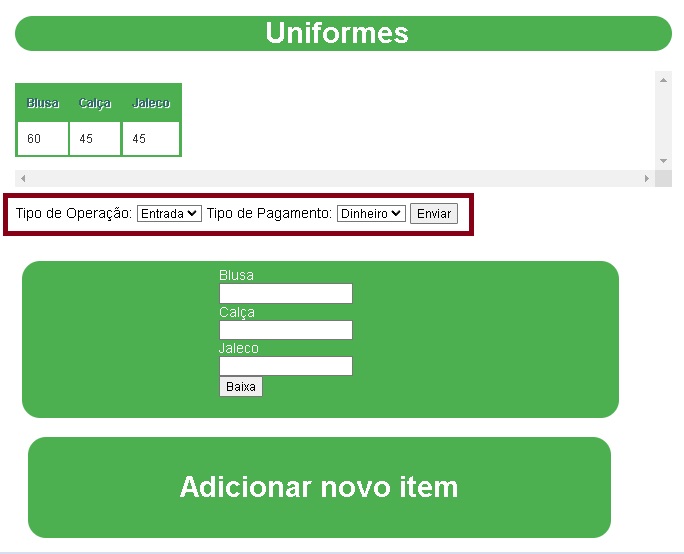 Uniformes
Blusa Calça Jaleco
60 45 45
Tipo de Operação: Entrada Tipo de Pagamento: Dinheiro Enviar
Blusa
Calça
Jaleco
Baixa
Adicionar novo item